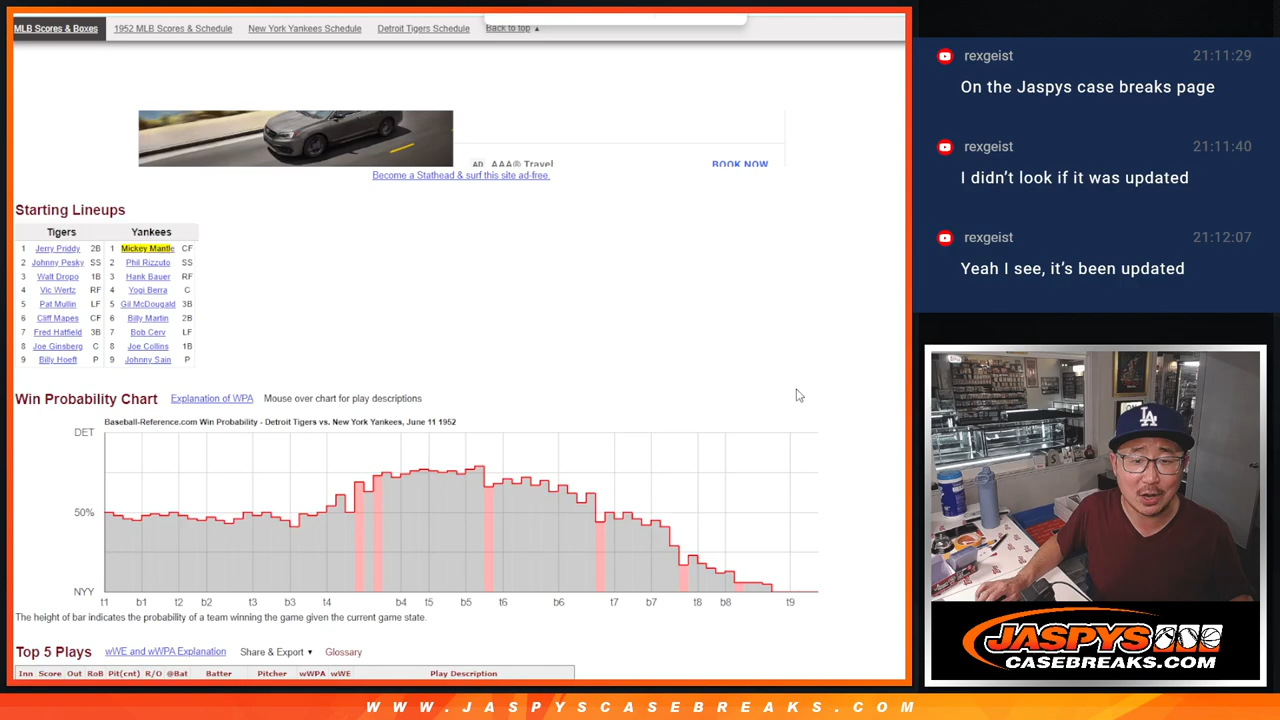 MLB Scores & Boxes 1952 MLB Scores & Schedule New York Yankees Schedule Detroit Tigers Schedule Back to top ▲
AD AAA® Travel BOOK NOW
Become a Stathead & surf this site ad-free.
Starting Lineups
Tigers Yankees
1 Jerry Priddy 2B 1 Mickey Mantle CF
2 Johnny Pesky SS 2 Phil Rizzuto SS
3 Walt Dropo 1B 3 Hank Bauer RF
4 Vic Wertz RF 4 Yogi Berra C
5 Pat Mullin LF 5 Gil McDougald 3B
6 Cliff Mapes CF 6 Billy Martin 2B
7 Fred Hatfield 3B 7 Bob Cerv LF
8 Joe Ginsberg C 8 Joe Collins 1B
9 Billy Hoeft P 9 Johnny Sain P
Win Probability Chart Explanation of WPA Mouse over chart for play descriptions
Baseball-Reference.com Win Probability - Detroit Tigers vs. New York Yankees, June 11 1952
DET
50%
NYY
t1 b1 t2 b2 t3 b3 t4 b4 t5 b5 t6 b6 t7 b7 t8 b8 t9
The height of bar indicates the probability of a team winning the game given the current game state.
Top 5 Plays wWE and wWPA Explanation Share & Export ▼ Glossary
Inn Score Out RoB Pit(cnt) R/O @Bat Batter Pitcher wWPA wWE Play Description
rexgeist 21:11:29
On the Jaspys case breaks page
rexgeist 21:11:40
I didn’t look if it was updated
rexgeist 21:12:07
Yeah I see, it’s been updated
LA
JASPYS
CASEBREAKS.COM
WWW.JASPYSCASEBREAKS.COM